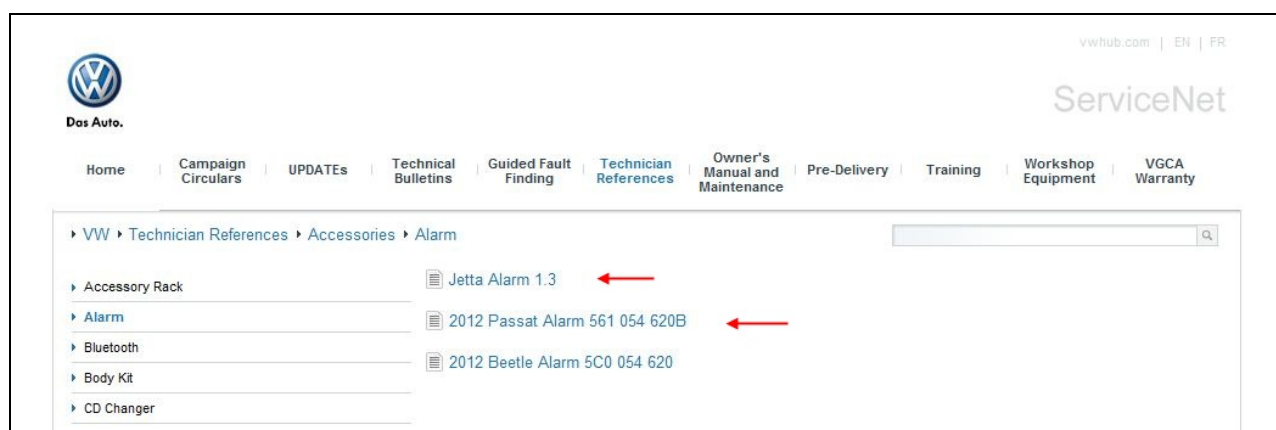 vwhub.com | EN | FR
Das Auto.
ServiceNet
Home
Campaign
Circulars
UPDATEs
Technical
Bulletins
Guided Fault
Finding
Technician
References
Owner's
Manual and
Maintenance
Pre-Delivery
Training
Workshop
Equipment
VGCA
Warranty
VW Technician References Accessories Alarm
Accessory Rack
Alarm
Bluetooth
Body Kit
CD Changer
Jetta Alarm 1.3
2012 Passat Alarm 561 054 620B
2012 Beetle Alarm 5C0 054 620